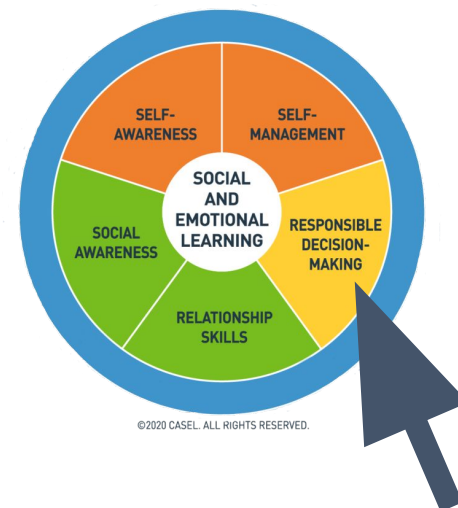 SELF-
AWARENESS
SELF-
MANAGEMENT
SOCIAL
AND
EMOTIONAL
LEARNING
RESPONSIBLE
DECISION-
MAKING
SOCIAL
AWARENESS
RELATIONSHIP
SKILLS
©2020 CASEL. ALL RIGHTS RESERVED.